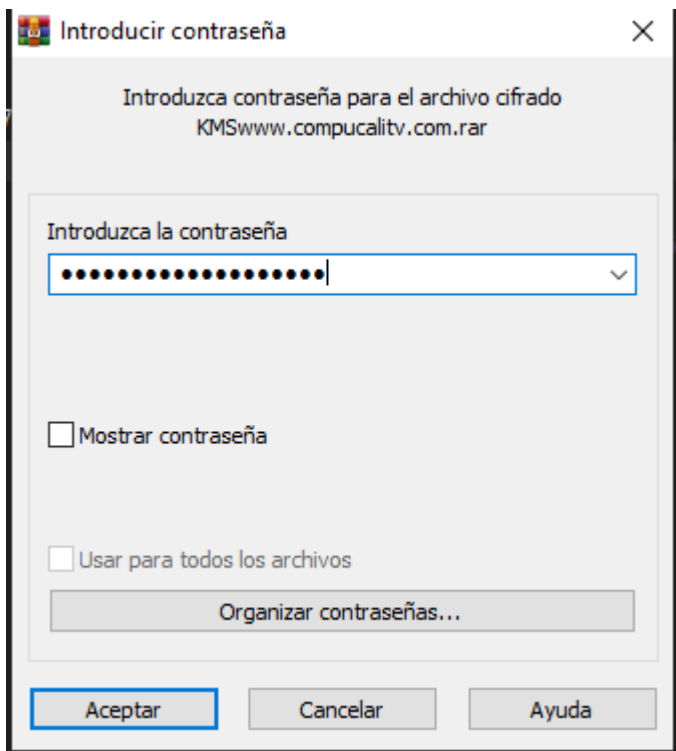 Introducir contraseña
Introduzca contraseña para el archivo cifrado
KMSwww.compucalitv.com.rar
Introduzca la contraseña
●●●●●●●●●●●●●●●●●●●
Mostrar contraseña
Usar para todos los archivos
Organizar contraseñas...
Aceptar
Cancelar
Ayuda